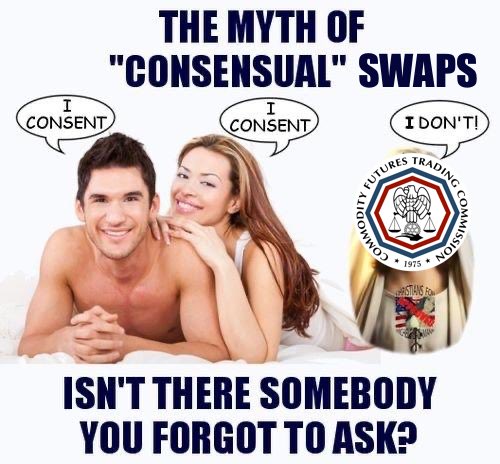 THE MYTH OF
"CONSENSUAL" SWAPS
I
CONSENT
I
CONSENT
I DON'T!
COMMODITY FUTURES TRADING COMMISSION
★ 1975 ★
ISN'T THERE SOMEBODY
YOU FORGOT TO ASK?